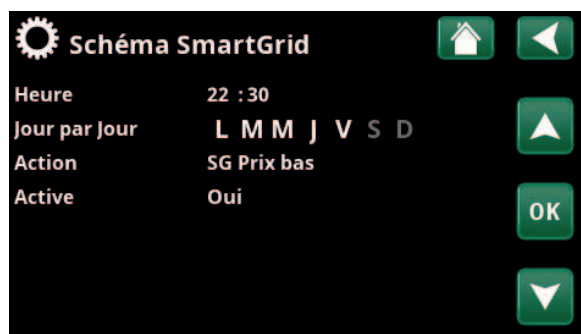 Schéma SmartGrid
Heure 22 :30
Jour par Jour L M M J V S D
Action SG Prix bas
Active Oui
OK